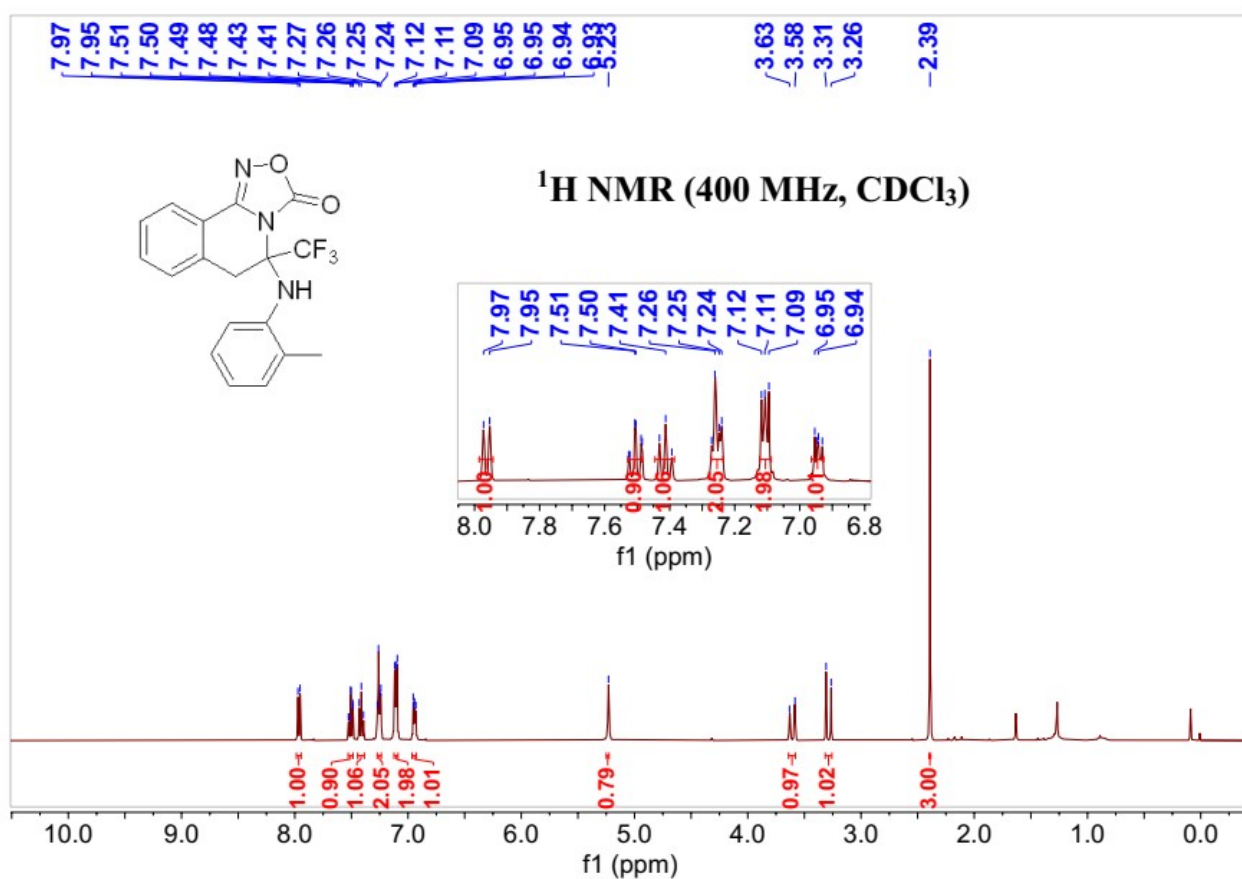 7.97 7.95 7.51 7.50 7.49 7.48 7.43 7.41 7.27 7.26 7.25 7.24 7.12 7.11 7.09 6.95 6.95 6.94 6.93 5.23 3.63 3.58 3.31 3.26 2.39
¹H NMR (400 MHz, CDCl₃)
N O
O
N
CF₃
NH
7.97 7.95 7.51 7.50 7.41 7.26 7.25 7.24 7.12 7.11 7.09 6.95 6.94
1.00 0.90 1.06 2.05 1.98 1.01
8.0 7.8 7.6 7.4 7.2 7.0 6.8
f1 (ppm)
1.00 0.90 1.06 2.05 1.98 1.01 0.79 0.97 1.02 3.00
10.0 9.0 8.0 7.0 6.0 5.0 4.0 3.0 2.0 1.0 0.0
f1 (ppm)